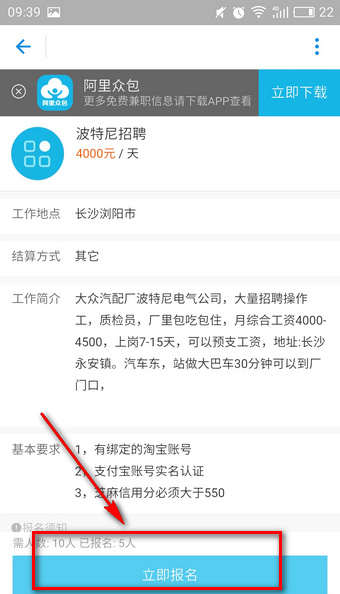 09:39
4G
22
阿里众包
阿里众包
更多免费兼职信息请下载APP查看
立即下载
波特尼招聘
4000元 / 天
工作地点 长沙浏阳市
结算方式 其它
工作简介 大众汽配厂波特尼电气公司，大量招聘操作
工，质检员，厂里包吃包住，月综合工资4000-
4500，上岗7-15天，可以预支工资，地址:长沙
永安镇。汽车东，站做大巴车30分钟可以到厂
门口，
基本要求 1，有绑定的淘宝账号
2，支付宝账号实名认证
3，芝麻信用分必须大于550
报名须知
需人数: 10人 已报名: 5人
立即报名